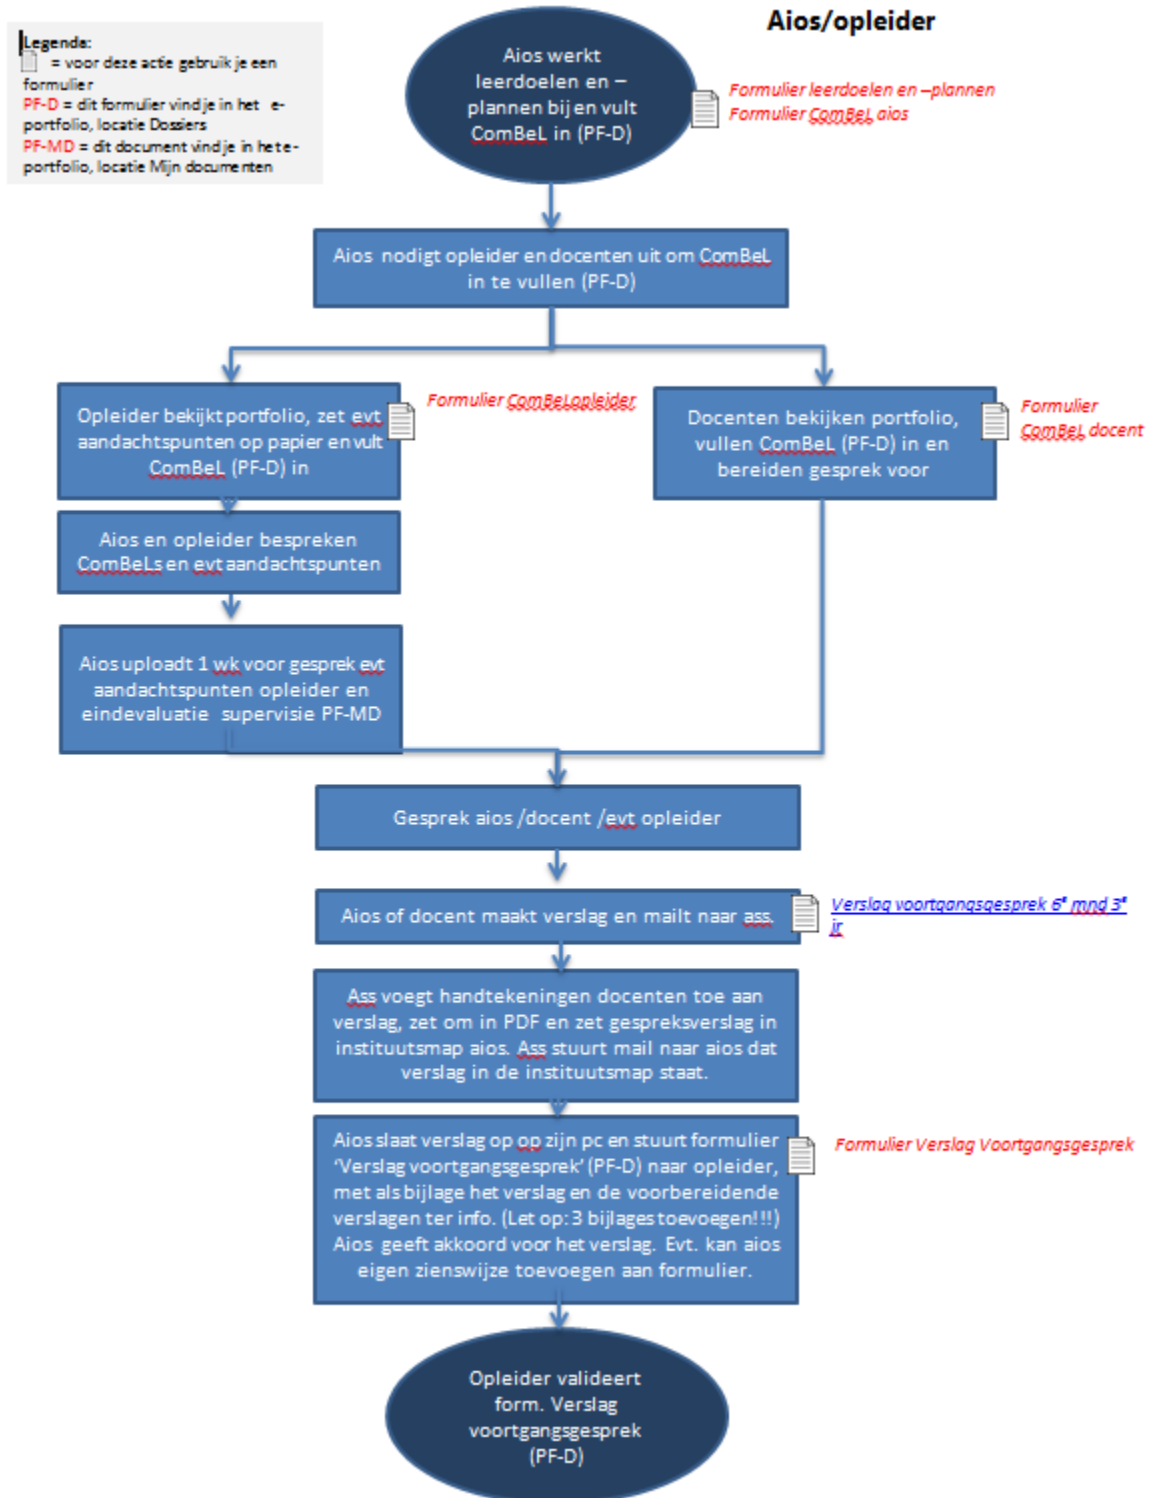 Aios/opleider
Legenda:
= voor deze actie gebruik je een
formulier
PF-D = dit formulier vind je in het e-
portfolio, locatie Dossiers
PF-MD = dit document vind je in het e-
portfolio, locatie Mijn documenten
Aios werkt
leerdoelen en –
plannen bij en vult
ComBeL in (PF-D)
Formulier leerdoelen en –plannen
Formulier ComBeL aios
Aios nodigt opleider en docenten uit om ComBeL
in te vullen (PF-D)
Opleider bekijkt portfolio, zet evt
aandachtspunten op papier en vult
ComBeL (PF-D) in
Formulier ComBeLopleider
Docenten bekijken portfolio,
vullen ComBeL (PF-D) in en
bereiden gesprek voor
Formulier
ComBeL docent
Aios en opleider bespreken
ComBeLs en evt aandachtspunten
Aios uploadt 1 wk voor gesprek evt
aandachtspunten opleider en
eindevaluatie supervisie PF-MD
Gesprek aios /docent /evt opleider
Aios of docent maakt verslag en mailt naar ass.
Verslag voortgangsgesprek 6e mnd 3e
jr
Ass voegt handtekeningen docenten toe aan
verslag, zet om in PDF en zet gespreksverslag in
instituutsmap aios. Ass stuurt mail naar aios dat
verslag in de instituutsmap staat.
Aios slaat verslag op op zijn pc en stuurt formulier
‘Verslag voortgangsgesprek’ (PF-D) naar opleider,
met als bijlage het verslag en de voorbereidende
verslagen ter info. (Let op: 3 bijlages toevoegen!!!)
Aios geeft akkoord voor het verslag. Evt. kan aios
eigen zienswijze toevoegen aan formulier.
Formulier Verslag Voortgangsgesprek
Opleider valideert
form. Verslag
voortgangsgesprek
(PF-D)